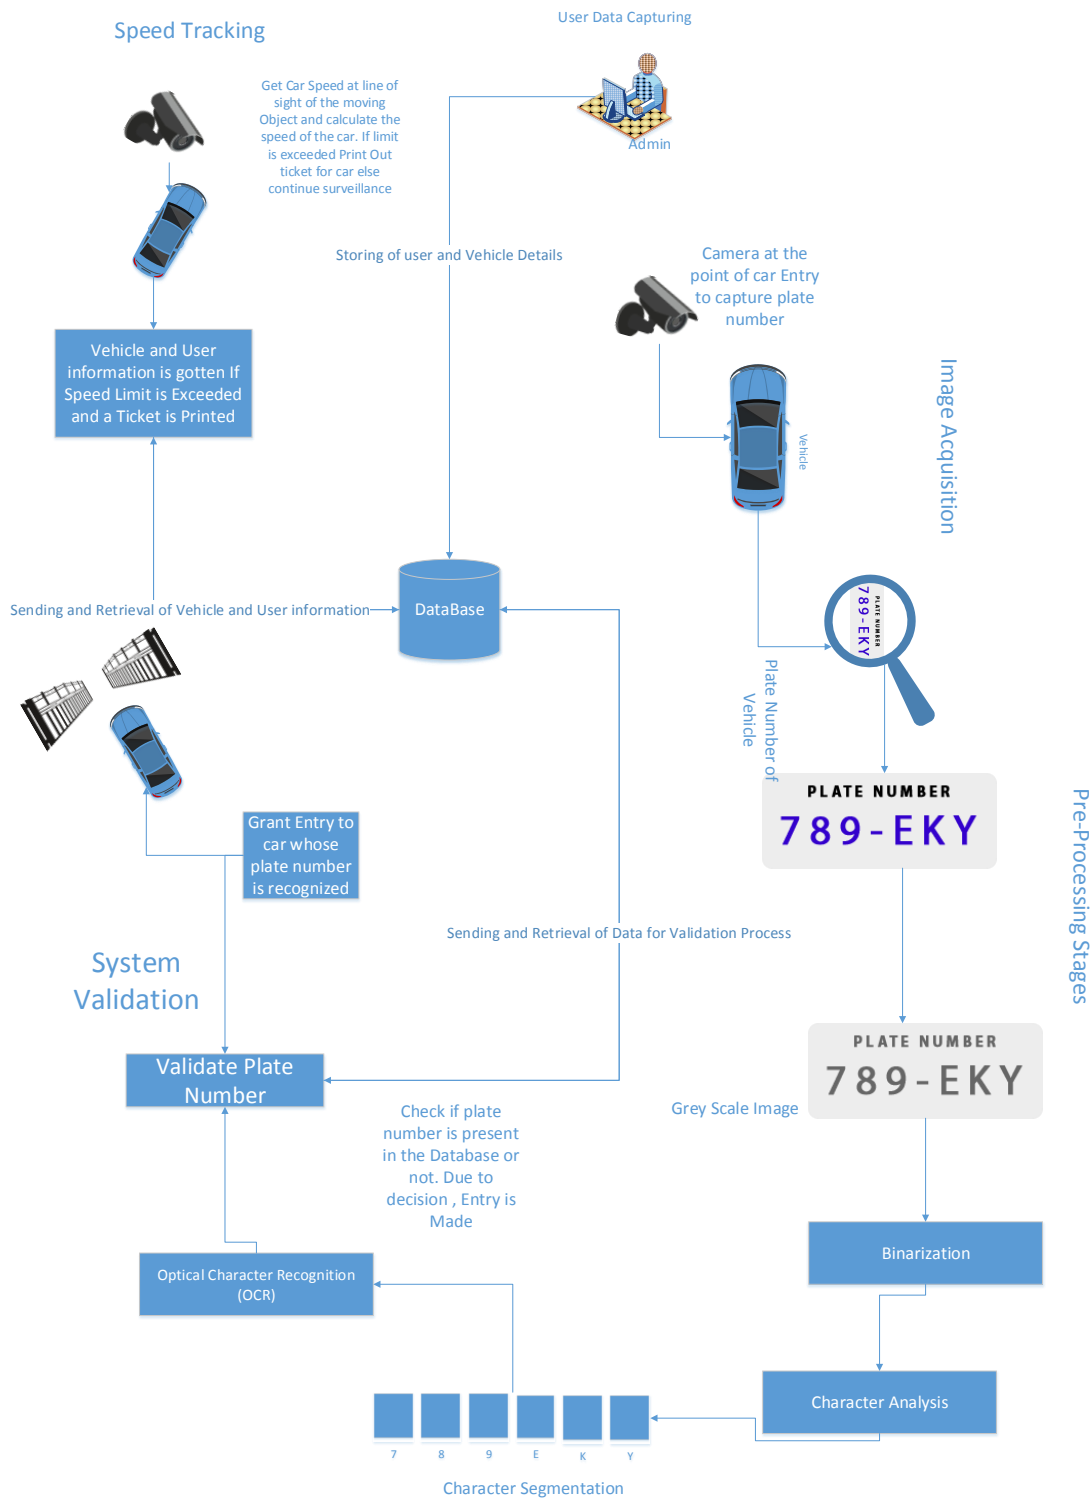 Speed Tracking
User Data Capturing
Get Car Speed at line of
sight of the moving
Object and calculate the
speed of the car. If limit
is exceeded Print Out
ticket for car else
continue surveillance
Admin
Storing of user and Vehicle Details
Camera at the
point of car Entry
to capture plate
number
Vehicle and User
information is gotten If
Speed Limit is Exceeded
and a Ticket is Printed
Vehicle
Image Acquisition
DataBase
Sending and Retrieval of Vehicle and User information
PLATE NUMBER
789-EKY
Plate Number of
Vehicle
PLATE NUMBER
789-EKY
Pre-Processing Stages
Grant Entry to
car whose
plate number
is recognized
Sending and Retrieval of Data for Validation Process
System
Validation
PLATE NUMBER
789-EKY
Grey Scale Image
Validate Plate
Number
Check if plate
number is present
in the Database or
not. Due to
decision , Entry is
Made
Binarization
Optical Character Recognition
(OCR)
Character Analysis
7 8 9 E K Y
Character Segmentation